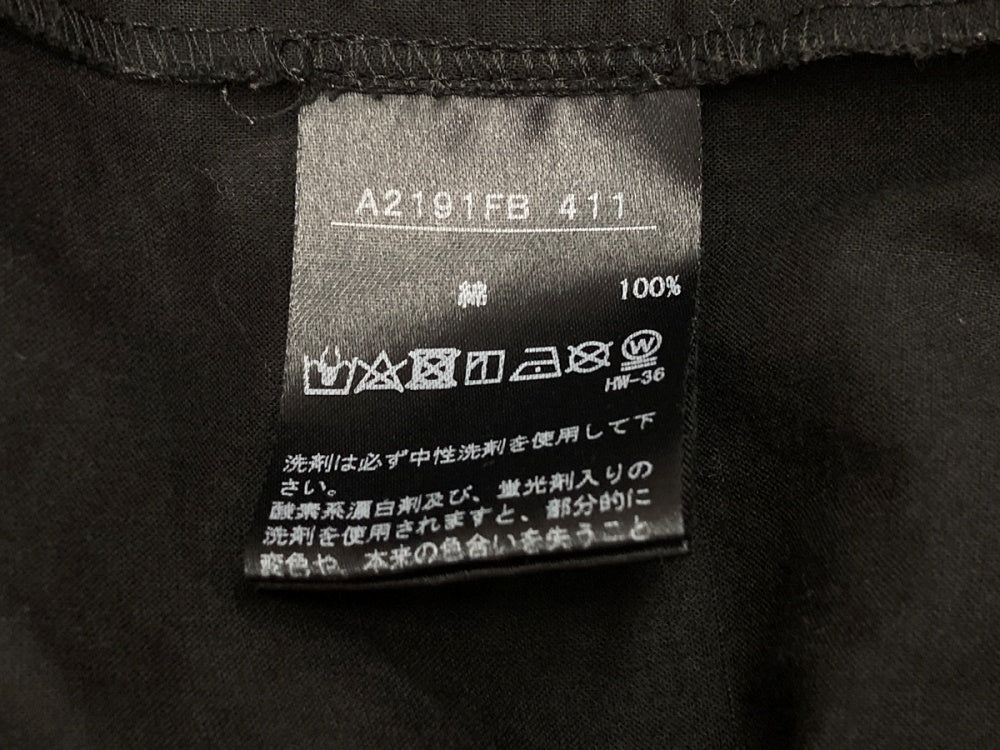 A2191FB 411
綿 100%
W
HW-36
洗剤は必ず中性洗剤を使用して下
さい。
酸素系漂白剤及び、蛍光剤入りの
洗剤を使用されますと、部分的に
変色や、本来の色合いを失うこと